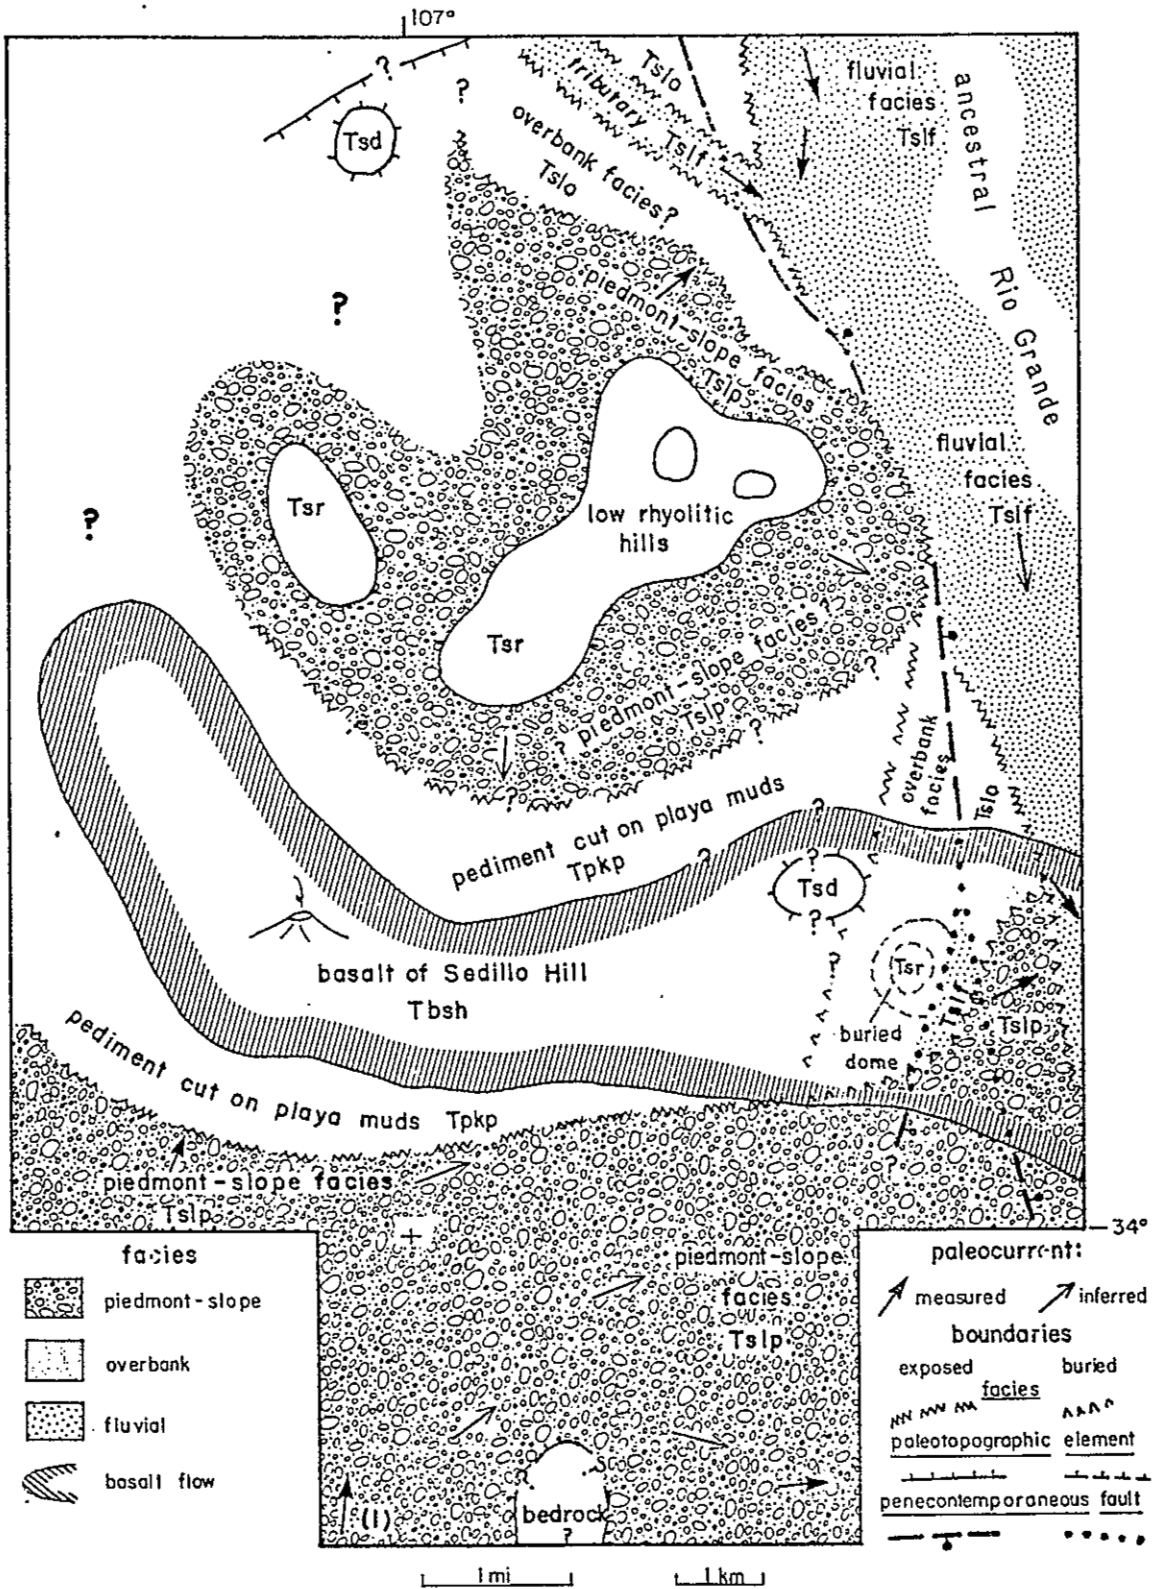 107°
?
Tsd
?
Tslo
tributary Tslf
overbank facies?
Tslo
fluvial
facies
Tslf
ancestral Rio Grande
?
piedmont-slope facies
Tslp
Tsr
low rhyolitic
hills
fluvial
facies
Tslf
?
Tsr
? piedmont-slope facies?
Tslp
?
?
?
overbank
facies
Tslo
pediment cut on playa muds
Tpkp
?
?
?
Tsd
?
?
Tsr
buried
dome
Tslf
Tslp
basalt of Sedillo Hill
Tbsh
pediment cut on playa muds Tpkp
?
piedmont-slope facies
Tslp
34°
piedmont-slope
facies
Tslp
(1)
bedrock
?
facies
piedmont-slope
overbank
fluvial
basalt flow
paleocurrent:
measured
inferred
boundaries
exposed
buried
facies
paleotopographic element
penecontemporaneous fault
1 mi
1 km